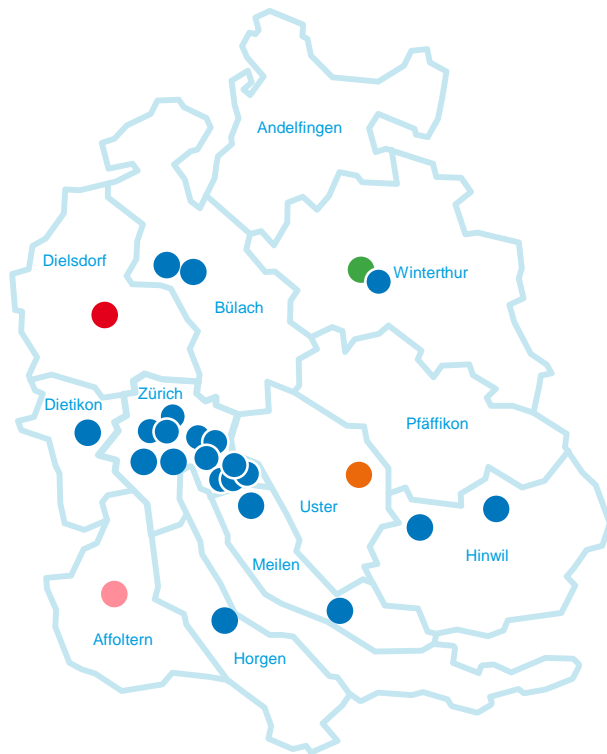 Andelfingen
Dielsdorf
Winterthur
Bülach
Zürich
Dietikon
Pfäffikon
Uster
Hinwil
Meilen
Affoltern
Horgen